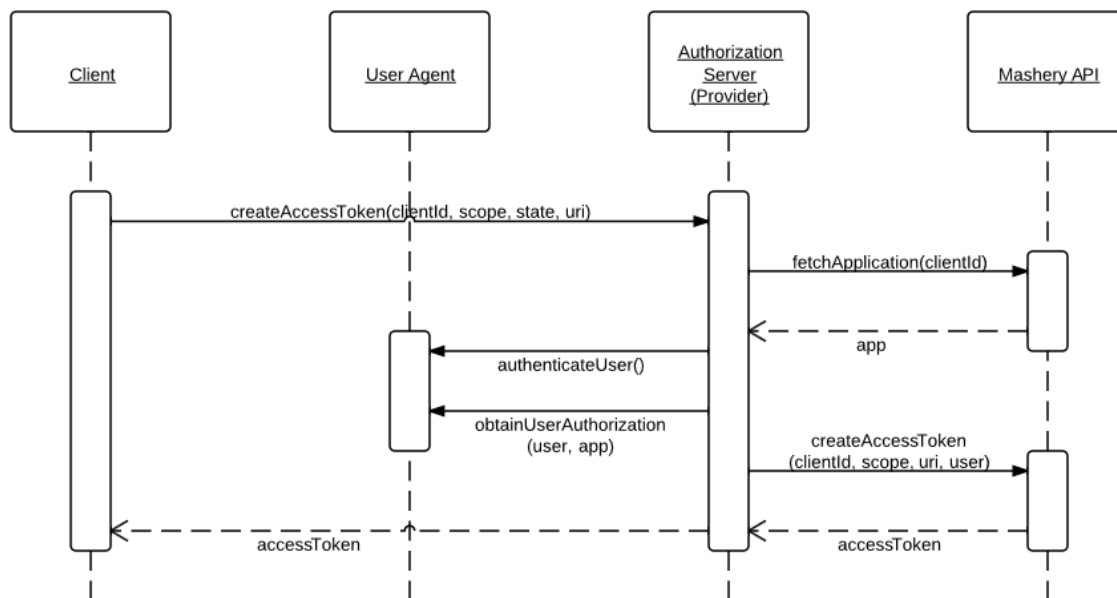 Client
User Agent
Authorization
Server
(Provider)
Mashery API
createAccessToken(clientId, scope, state, uri)
fetchApplication(clientId)
app
authenticateUser()
obtainUserAuthorization
(user, app)
createAccessToken
(clientId, scope, uri, user)
accessToken
accessToken